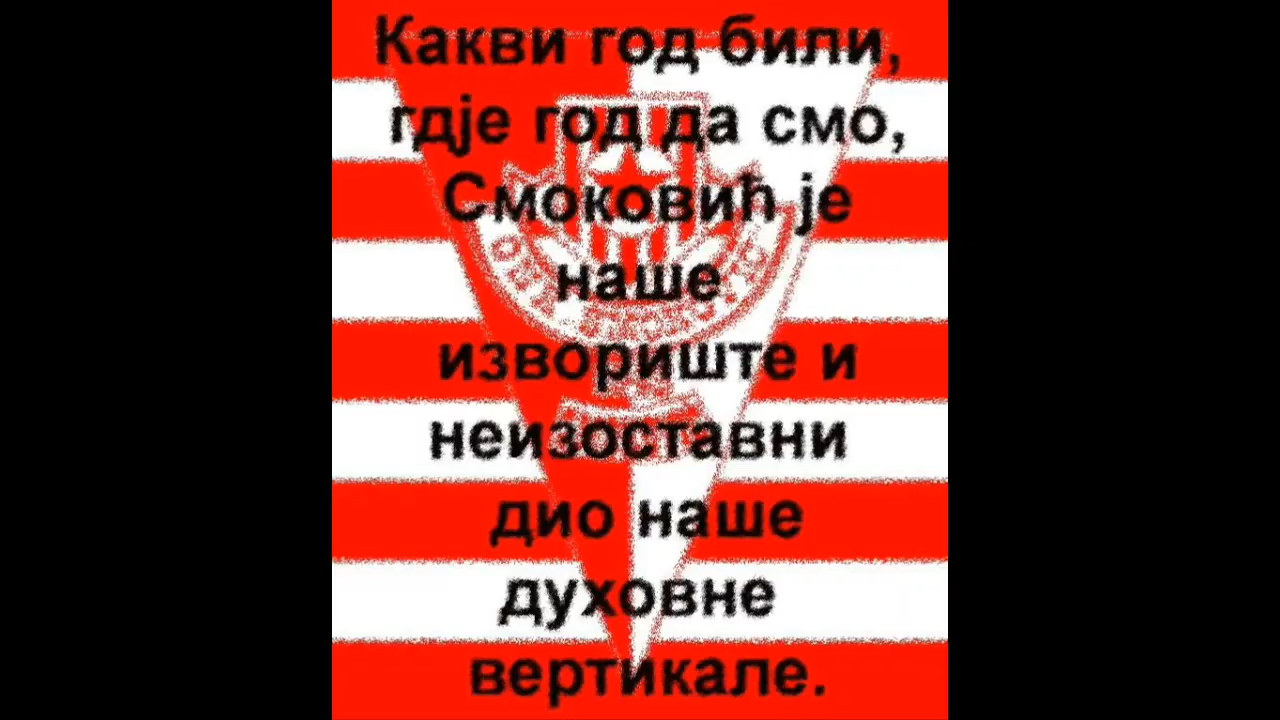 Какви год били,
гдје год да смо,
Смоковић је
наше
извориште и
неизоставни
дио наше
духовне
вертикале.